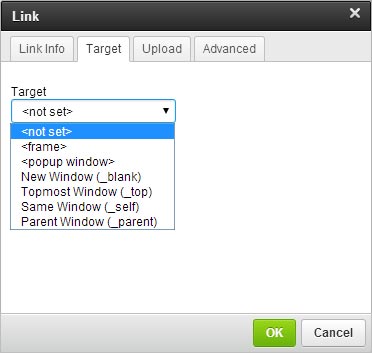 Link
Link Info Target Upload Advanced
Target
<not set>
<not set>
<frame>
<popup window>
New Window (_blank)
Topmost Window (_top)
Same Window (_self)
Parent Window (_parent)
OK Cancel